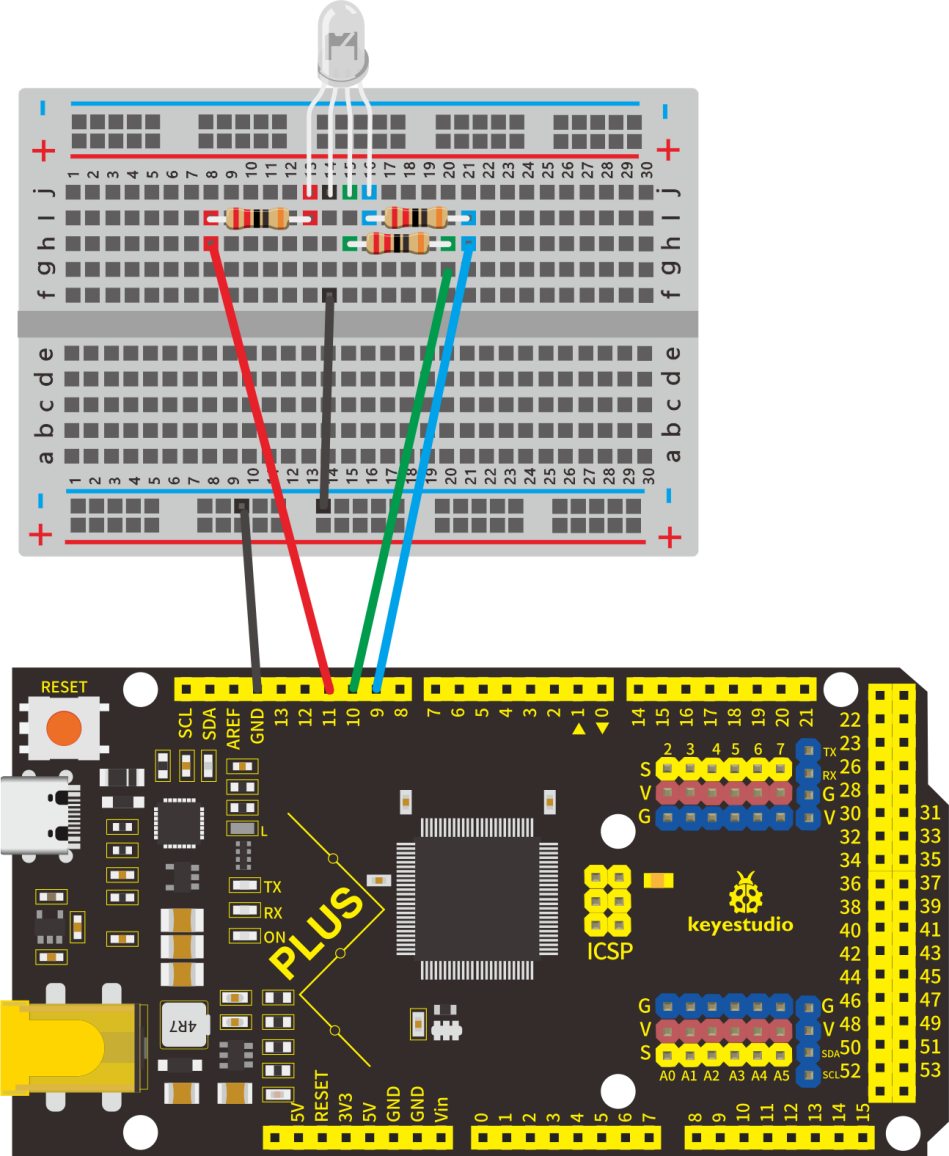 - -
+ +
1 2 3 4 5 6 7 8 9 10 11 12 13 14 15 16 17 18 19 20 21 22 23 24 25 26 27 28 29 30
j j
I I
h h
g g
f f
e e
d d
c c
b b
a a
1 2 3 4 5 6 7 8 9 10 11 12 13 14 15 16 17 18 19 20 21 22 23 24 25 26 27 28 29 30
- -
+ +
RESET
SCL SDA AREF GND 13 12 11 10 9 8
7 6 5 4 3 2 1 0
14 15 16 17 18 19 20 21
22
23
26
28
30 31
32 33
34 35
36 37
38 39
40 41
42 43
44 45
46 47
48 49
50 51
52 53
2 3 4 5 6 7
S
V
G
TX
RX
G
V
L
TX
RX
ON
PLUS
ICSP
keyestudio
4R7
G
V
S
A0 A1 A2 A3 A4 A5
G
V
SDA
SCL
5V RESET 3V3 5V GND GND Vin
0 1 2 3 4 5 6 7
8 9 10 11 12 13 14 15